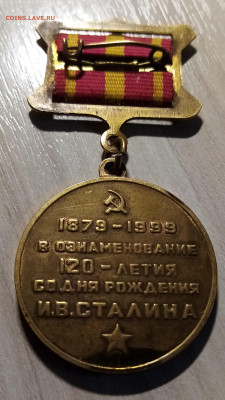 COINS.LAVE.RU
1879-1999
В ОЗНАМЕНОВАНИЕ
120-ЛЕТИЯ
СО ДНЯ РОЖДЕНИЯ
И.В.СТАЛИНА